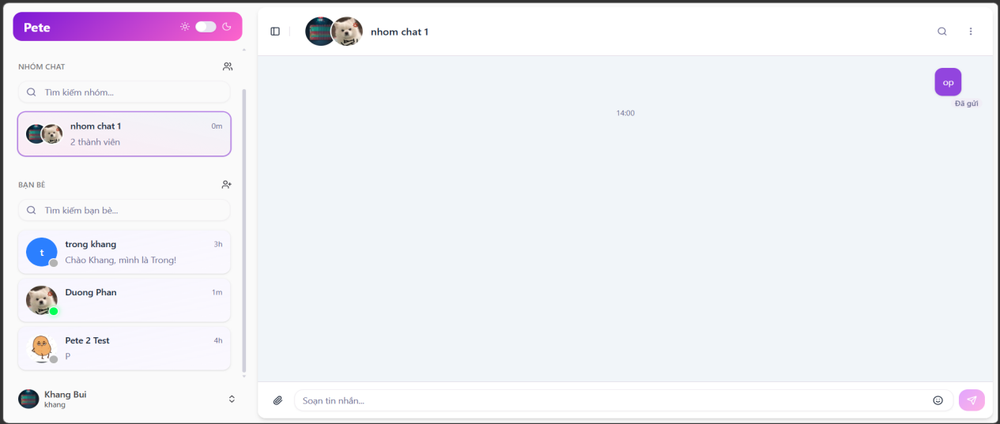 Pete
NHÓM CHAT
Tìm kiếm nhóm...
nhom chat 1
0m
2 thành viên
BẠN BÈ
Tìm kiếm bạn bè...
t
trong khang
3h
Chào Khang, mình là Trong!
Duong Phan
1m
Pete 2 Test
4h
P
Khang Bui
khang
nhom chat 1
op
Đã gửi
14:00
Soạn tin nhắn...